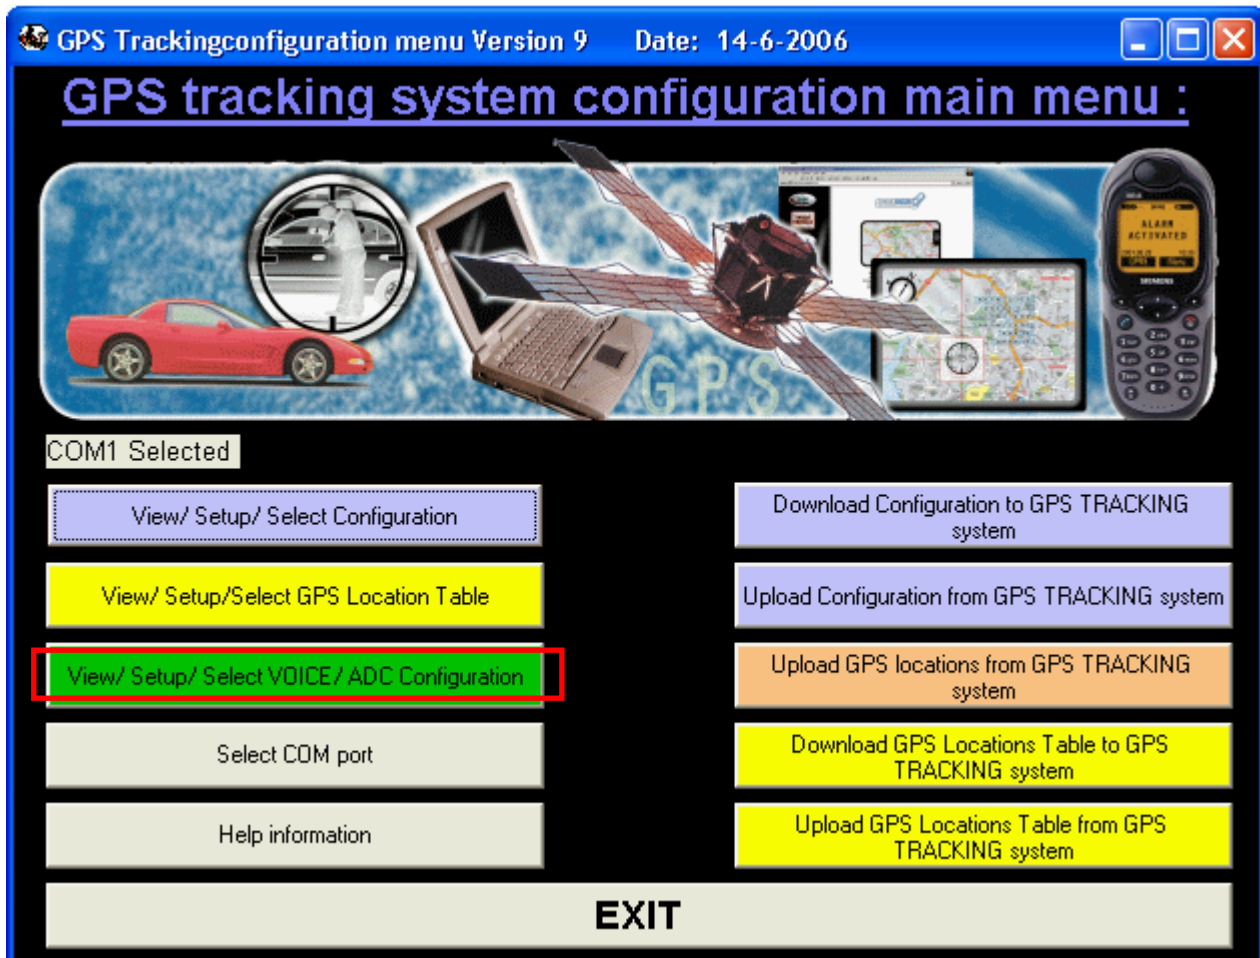 GPS Trackingconfiguration menu Version 9 Date: 14-6-2006
GPS tracking system configuration main menu :
ALARM
ACTIVATED
SIEMENS
GPS
COM1 Selected
View/ Setup/ Select Configuration
View/ Setup/Select GPS Location Table
View/ Setup/ Select VOICE/ ADC Configuration
Select COM port
Help information
Download Configuration to GPS TRACKING
system
Upload Configuration from GPS TRACKING system
Upload GPS locations from GPS TRACKING
system
Download GPS Locations Table to GPS
TRACKING system
Upload GPS Locations Table from GPS
TRACKING system
EXIT